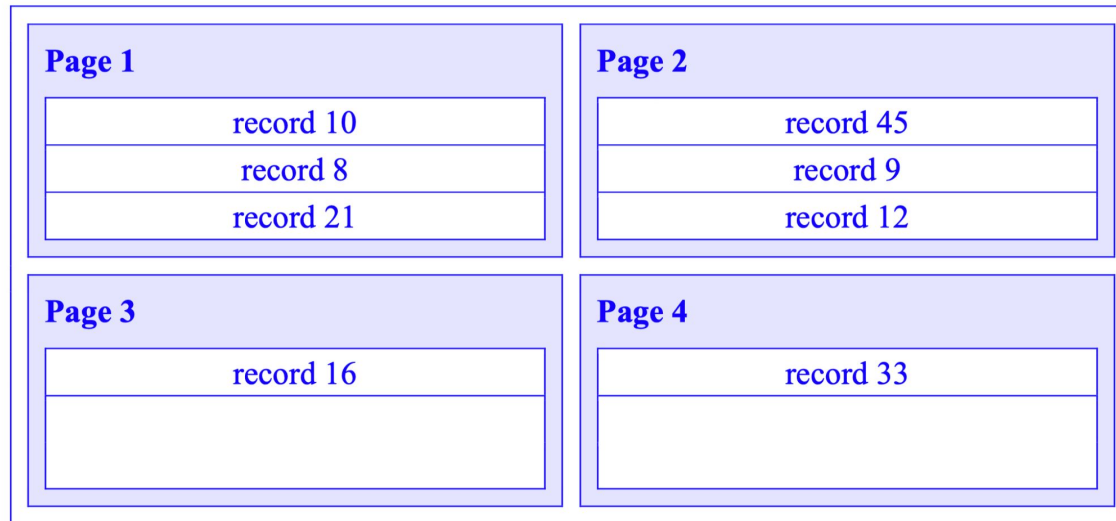 Page 1
record 10
record 8
record 21
Page 2
record 45
record 9
record 12
Page 3
record 16
Page 4
record 33